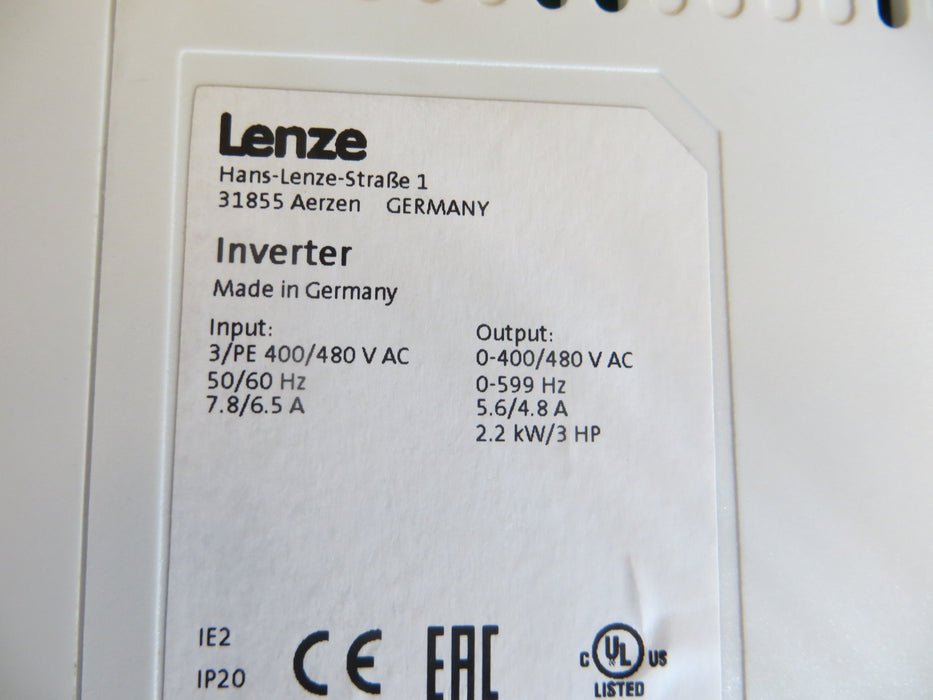 Lenze
Hans-Lenze-Straße 1
31855 Aerzen GERMANY
Inverter
Made in Germany
Input:
3/PE 400/480 V AC
50/60 Hz
7.8/6.5 A
Output:
0-400/480 V AC
0-599 Hz
5.6/4.8 A
2.2 kW/3 HP
IE2
IP20
CE
EAC
C UL US
LISTED